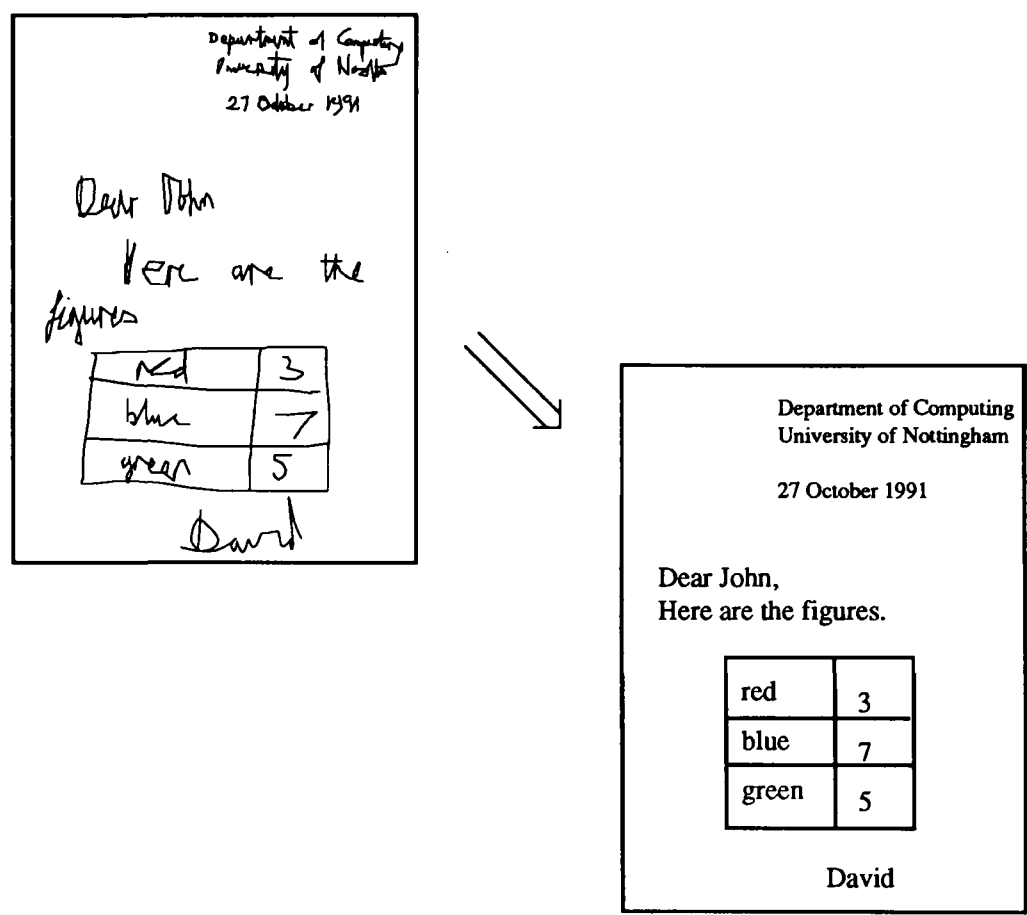 Department of Computing
University of Notts
27 October 1991
Dear John
Here are the
figures
red 3
blue 7
green 5
David
Department of Computing
University of Nottingham
27 October 1991
Dear John,
Here are the figures.
red 3
blue 7
green 5
David